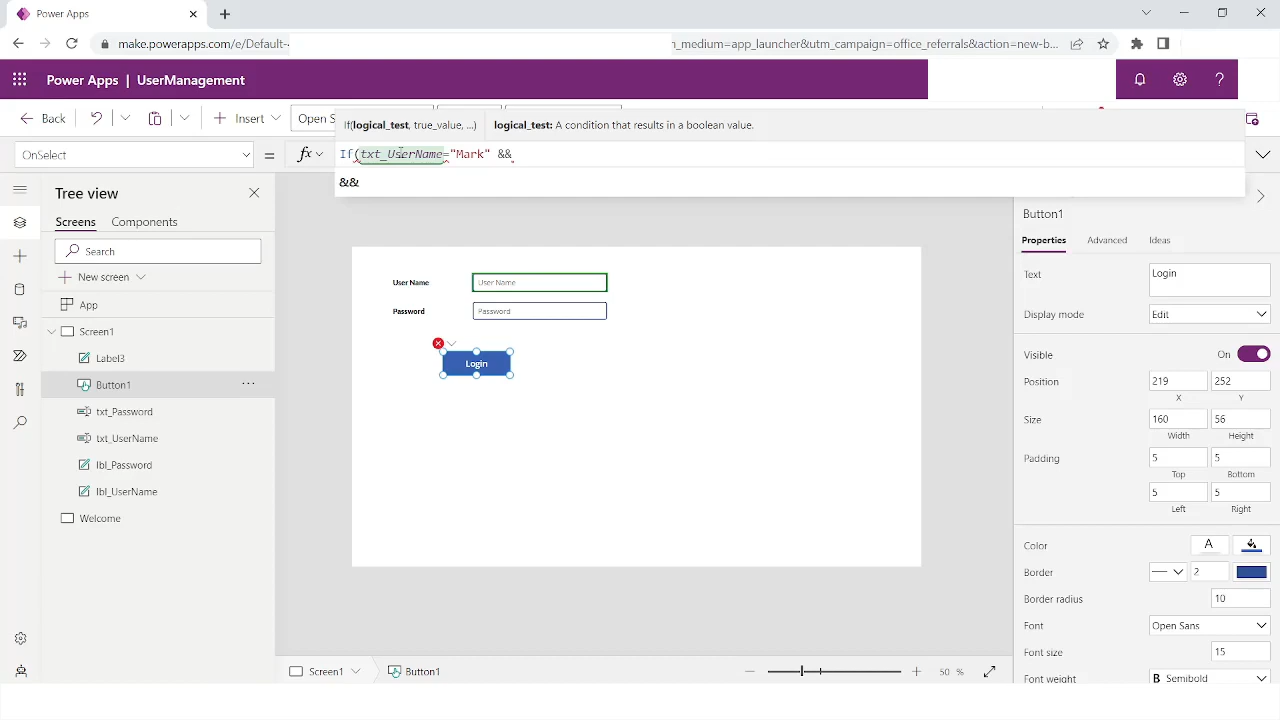 Power Apps
make.powerapps.com/e/Default-
n_medium=app_launcher&utm_campaign=office_referrals&action=new-b...
Power Apps | UserManagement
Back
Insert
Open S
If(logical_test, true_value, ...)
logical_test: A condition that results in a boolean value.
OnSelect
=
fx
If(txt_UserName="Mark" &&
&&
Tree view
Screens
Components
Search
New screen
App
Screen1
Label3
Button1
...
txt_Password
txt_UserName
lbl_Password
lbl_UserName
Welcome
User Name
User Name
Password
Password
Login
Screen1
Button1
50 %
Button1
Properties
Advanced
Ideas
Text
Login
Display mode
Edit
Visible
On
Position
219
252
X
Y
Size
160
56
Width
Height
Padding
5
5
Top
Bottom
5
5
Left
Right
Color
A
Border
2
Border radius
10
Font
Open Sans
Font size
15
Font weight
B Semibold